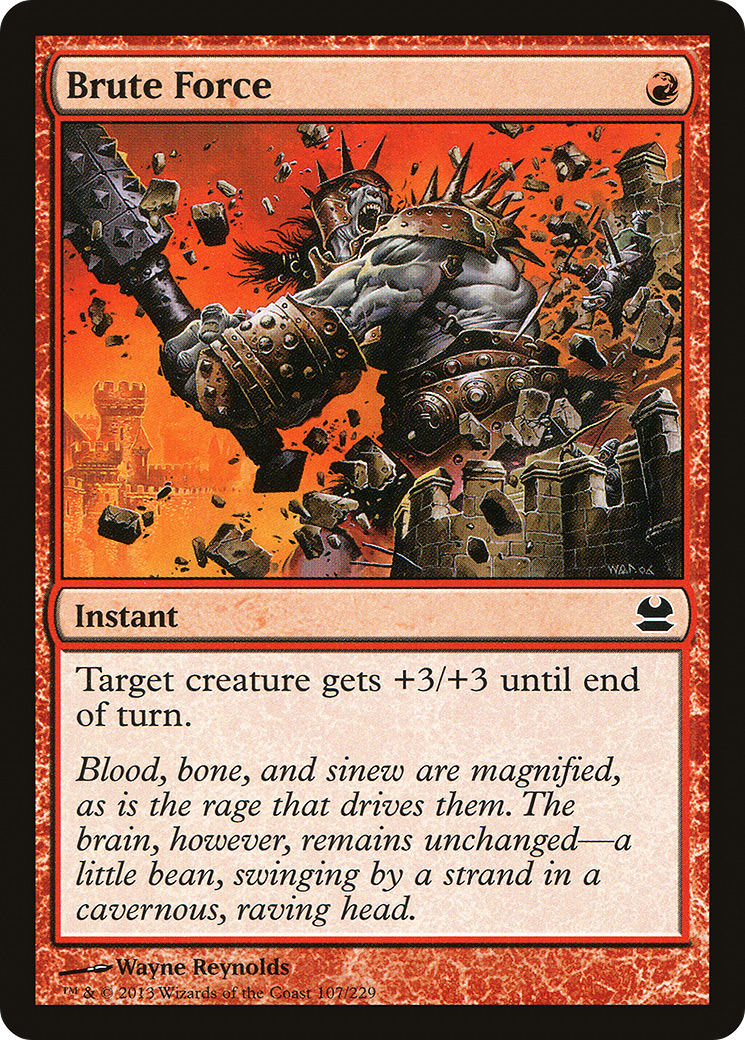 Brute Force
Instant
Target creature gets +3/+3 until end
of turn.
Blood, bone, and sinew are magnified,
as is the rage that drives them. The
brain, however, remains unchanged—a
little bean, swinging by a strand in a
cavernous, raving head.
Wayne Reynolds
™ & © 2013 Wizards of the Coast 107/229